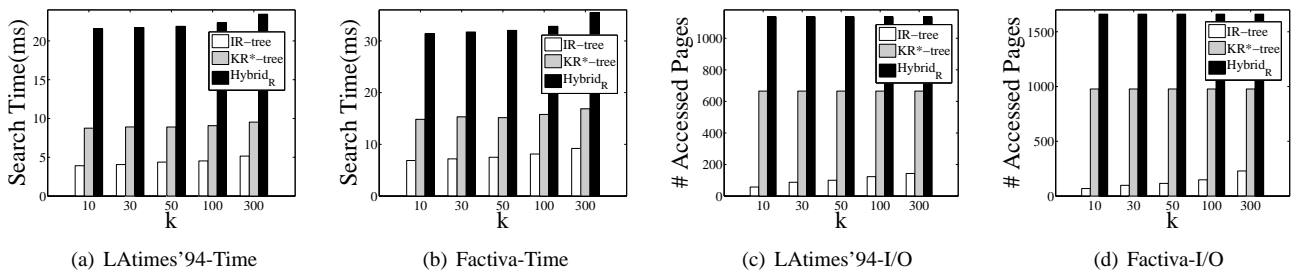 Search Time(ms)
20
15
10
5
0
IR−tree
KR*−tree
Hybrid_R
10 30 50 100 300
k
(a) LAtimes’94-Time
Search Time(ms)
30
20
10
0
IR−tree
KR*−tree
Hybrid_R
10 30 50 100 300
k
(b) Factiva-Time
# Accessed Pages
1000
800
600
400
200
0
IR−tree
KR*−tree
Hybrid_R
10 30 50 100 300
k
(c) LAtimes’94-I/O
# Accessed Pages
1500
1000
500
0
IR−tree
KR*−tree
Hybrid_R
10 30 50 100 300
k
(d) Factiva-I/O